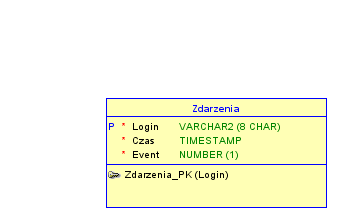 Zdarzenia
P * Login VARCHAR2 (8 CHAR)
* Czas TIMESTAMP
* Event NUMBER (1)
Zdarzenia_PK (Login)